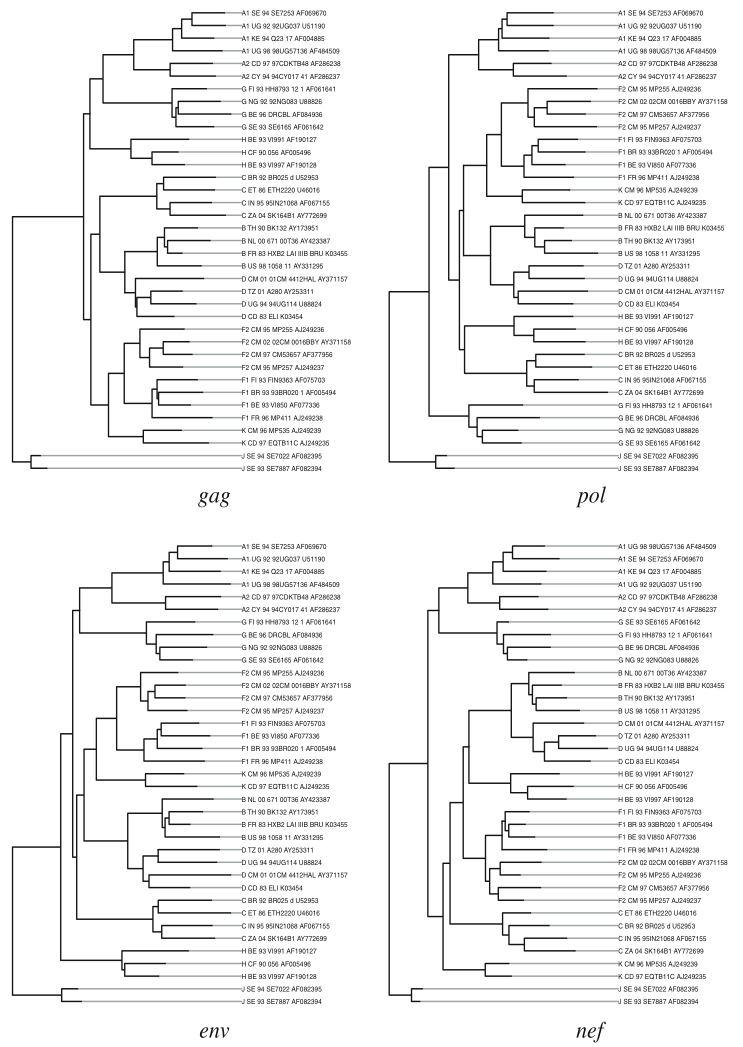 A1 SE 94 SE7253 AF069670
A1 UG 92 92UG037 U51190
A1 KE 94 Q23 17 AF004885
A1 UG 98 98UG57136 AF484509
A2 CD 97 97CDKTB48 AF286238
A2 CY 94 94CY017 41 AF286237
G FI 93 HH8793 12 1 AF061641
G NG 92 92NG083 U88826
G BE 96 DRCBL AF084936
G SE 93 SE6165 AF061642
H BE 93 VI991 AF190127
H CF 90 056 AF005496
H BE 93 VI997 AF190128
C BR 92 BR025 d U52953
C ET 86 ETH2220 U46016
C IN 95 95IN21068 AF067155
C ZA 04 SK164B1 AY772699
B TH 90 BK132 AY173951
B NL 00 671 00T36 AY423387
B FR 83 HXB2 LAI IIIB BRU K03455
B US 98 1058 11 AY331295
D CM 01 01CM 4412HAL AY371157
D TZ 01 A280 AY253311
D UG 94 94UG114 U88824
D CD 83 ELI K03454
F2 CM 95 MP255 AJ249236
F2 CM 02 02CM 0016BBY AY371158
F2 CM 97 CM53657 AF377956
F2 CM 95 MP257 AJ249237
F1 FI 93 FIN9363 AF075703
F1 BR 93 93BR020 1 AF005494
F1 BE 93 VI850 AF077336
F1 FR 96 MP411 AJ249238
K CM 96 MP535 AJ249239
K CD 97 EQTB11C AJ249235
J SE 94 SE7022 AF082395
J SE 93 SE7887 AF082394
gag
A1 SE 94 SE7253 AF069670
A1 UG 92 92UG037 U51190
A1 KE 94 Q23 17 AF004885
A1 UG 98 98UG57136 AF484509
A2 CD 97 97CDKTB48 AF286238
A2 CY 94 94CY017 41 AF286237
F2 CM 95 MP255 AJ249236
F2 CM 02 02CM 0016BBY AY371158
F2 CM 97 CM53657 AF377956
F2 CM 95 MP257 AJ249237
F1 FI 93 FIN9363 AF075703
F1 BR 93 93BR020 1 AF005494
F1 BE 93 VI850 AF077336
F1 FR 96 MP411 AJ249238
K CM 96 MP535 AJ249239
K CD 97 EQTB11C AJ249235
B NL 00 671 00T36 AY423387
B FR 83 HXB2 LAI IIIB BRU K03455
B TH 90 BK132 AY173951
B US 98 1058 11 AY331295
D TZ 01 A280 AY253311
D UG 94 94UG114 U88824
D CM 01 01CM 4412HAL AY371157
D CD 83 ELI K03454
H BE 93 VI991 AF190127
H CF 90 056 AF005496
H BE 93 VI997 AF190128
C BR 92 BR025 d U52953
C ET 86 ETH2220 U46016
C IN 95 95IN21068 AF067155
C ZA 04 SK164B1 AY772699
G FI 93 HH8793 12 1 AF061641
G BE 96 DRCBL AF084936
G NG 92 92NG083 U88826
G SE 93 SE6165 AF061642
J SE 94 SE7022 AF082395
J SE 93 SE7887 AF082394
pol
A1 SE 94 SE7253 AF069670
A1 UG 92 92UG037 U51190
A1 KE 94 Q23 17 AF004885
A1 UG 98 98UG57136 AF484509
A2 CD 97 97CDKTB48 AF286238
A2 CY 94 94CY017 41 AF286237
G FI 93 HH8793 12 1 AF061641
G BE 96 DRCBL AF084936
G NG 92 92NG083 U88826
G SE 93 SE6165 AF061642
F2 CM 95 MP255 AJ249236
F2 CM 02 02CM 0016BBY AY371158
F2 CM 97 CM53657 AF377956
F2 CM 95 MP257 AJ249237
F1 FI 93 FIN9363 AF075703
F1 BE 93 VI850 AF077336
F1 BR 93 93BR020 1 AF005494
F1 FR 96 MP411 AJ249238
K CM 96 MP535 AJ249239
K CD 97 EQTB11C AJ249235
B NL 00 671 00T36 AY423387
B TH 90 BK132 AY173951
B FR 83 HXB2 LAI IIIB BRU K03455
B US 98 1058 11 AY331295
D TZ 01 A280 AY253311
D UG 94 94UG114 U88824
D CM 01 01CM 4412HAL AY371157
D CD 83 ELI K03454
C BR 92 BR025 d U52953
C ET 86 ETH2220 U46016
C IN 95 95IN21068 AF067155
C ZA 04 SK164B1 AY772699
H BE 93 VI991 AF190127
H CF 90 056 AF005496
H BE 93 VI997 AF190128
J SE 94 SE7022 AF082395
J SE 93 SE7887 AF082394
env
A1 UG 98 98UG57136 AF484509
A1 SE 94 SE7253 AF069670
A1 KE 94 Q23 17 AF004885
A1 UG 92 92UG037 U51190
A2 CD 97 97CDKTB48 AF286238
A2 CY 94 94CY017 41 AF286237
G SE 93 SE6165 AF061642
G FI 93 HH8793 12 1 AF061641
G BE 96 DRCBL AF084936
G NG 92 92NG083 U88826
B NL 00 671 00T36 AY423387
B FR 83 HXB2 LAI IIIB BRU K03455
B TH 90 BK132 AY173951
B US 98 1058 11 AY331295
D CM 01 01CM 4412HAL AY371157
D TZ 01 A280 AY253311
D UG 94 94UG114 U88824
D CD 83 ELI K03454
H BE 93 VI991 AF190127
H CF 90 056 AF005496
H BE 93 VI997 AF190128
F1 FI 93 FIN9363 AF075703
F1 BR 93 93BR020 1 AF005494
F1 BE 93 VI850 AF077336
F1 FR 96 MP411 AJ249238
F2 CM 02 02CM 0016BBY AY371158
F2 CM 95 MP255 AJ249236
F2 CM 97 CM53657 AF377956
F2 CM 95 MP257 AJ249237
C ET 86 ETH2220 U46016
C BR 92 BR025 d U52953
C IN 95 95IN21068 AF067155
C ZA 04 SK164B1 AY772699
K CM 96 MP535 AJ249239
K CD 97 EQTB11C AJ249235
J SE 94 SE7022 AF082395
J SE 93 SE7887 AF082394
nef